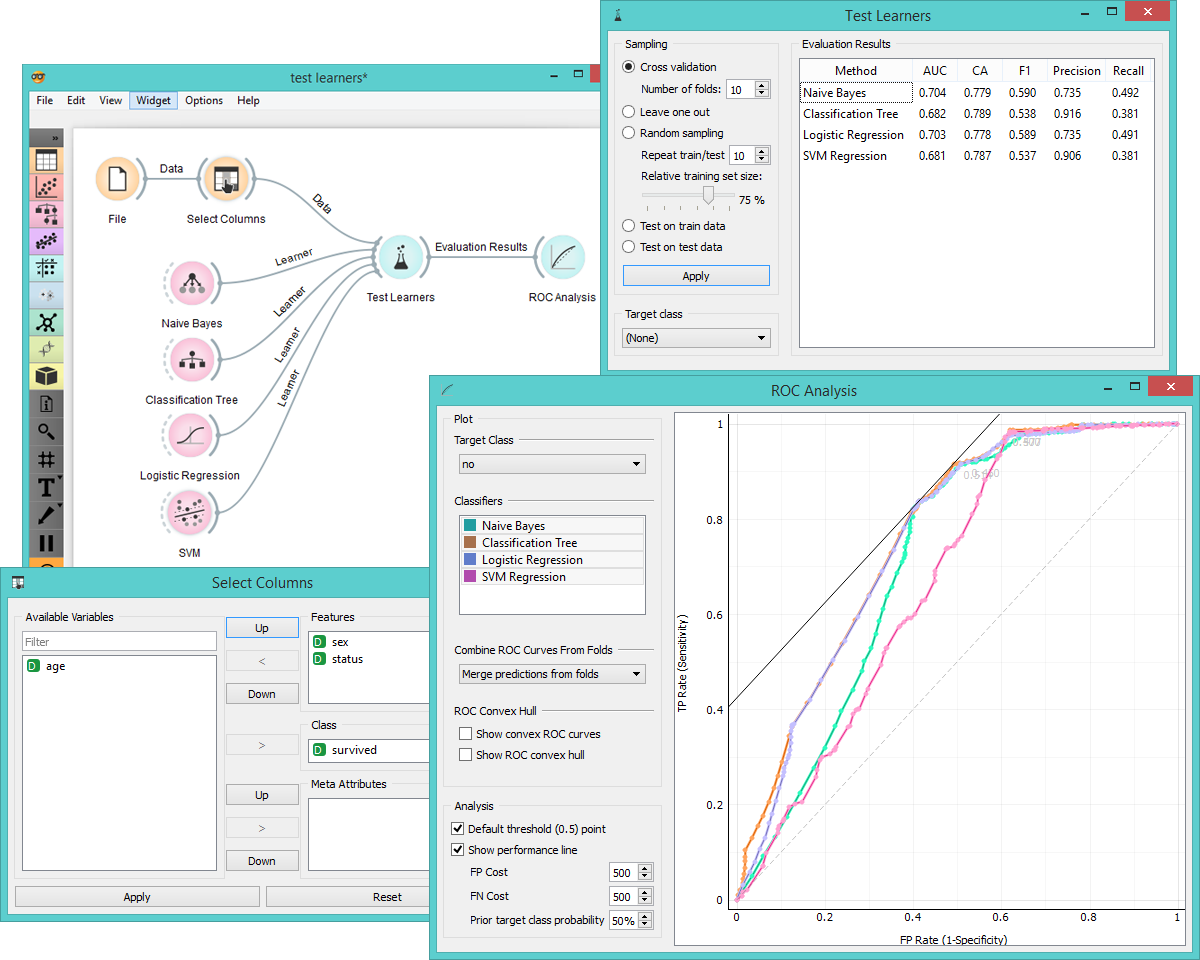 Test Learners
Sampling
Cross validation
Number of folds: 10
Leave one out
Random sampling
Repeat train/test 10
Relative training set size:
75 %
Test on train data
Test on test data
Apply
Target class
(None)
Evaluation Results
Method AUC CA F1 Precision Recall
Naive Bayes 0.704 0.779 0.590 0.735 0.492
Classification Tree 0.682 0.789 0.538 0.916 0.381
Logistic Regression 0.703 0.778 0.589 0.735 0.491
SVM Regression 0.681 0.787 0.537 0.906 0.381
test learners*
File Edit View Widget Options Help
»
T
File
Data
Select Columns
Data
Naive Bayes
Learner
Classification Tree
Learner
Logistic Regression
Learner
SVM
Learner
Test Learners
Evaluation Results
ROC Analysis
Select Columns
Available Variables
Filter
D age
Up
<
Down
>
Up
>
Down
Features
D sex
D status
Class
D survived
Meta Attributes
Apply
Reset
ROC Analysis
Plot
Target Class
no
Classifiers
Naive Bayes
Classification Tree
Logistic Regression
SVM Regression
Combine ROC Curves From Folds
Merge predictions from folds
ROC Convex Hull
Show convex ROC curves
Show ROC convex hull
Analysis
Default threshold (0.5) point
Show performance line
FP Cost 500
FN Cost 500
Prior target class probability 50%
TP Rate (Sensitivity)
1
0.8
0.6
0.4
0.2
0
0 0.2 0.4 0.6 0.8 1
FP Rate (1-Specificity)